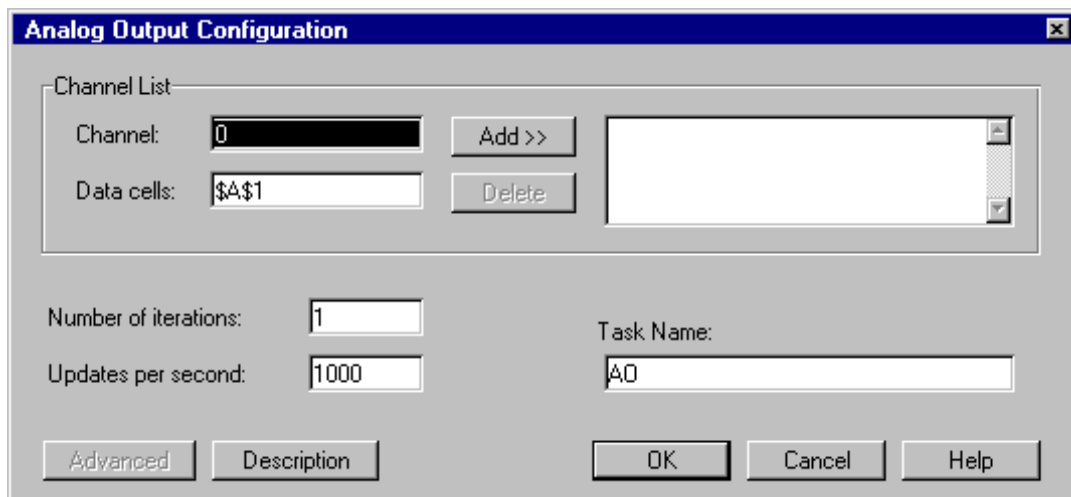 Analog Output Configuration
Channel List
Channel: 0 Add >>
Data cells: $A$1 Delete
Number of iterations: 1
Task Name:
Updates per second: 1000 AO
Advanced Description OK Cancel Help